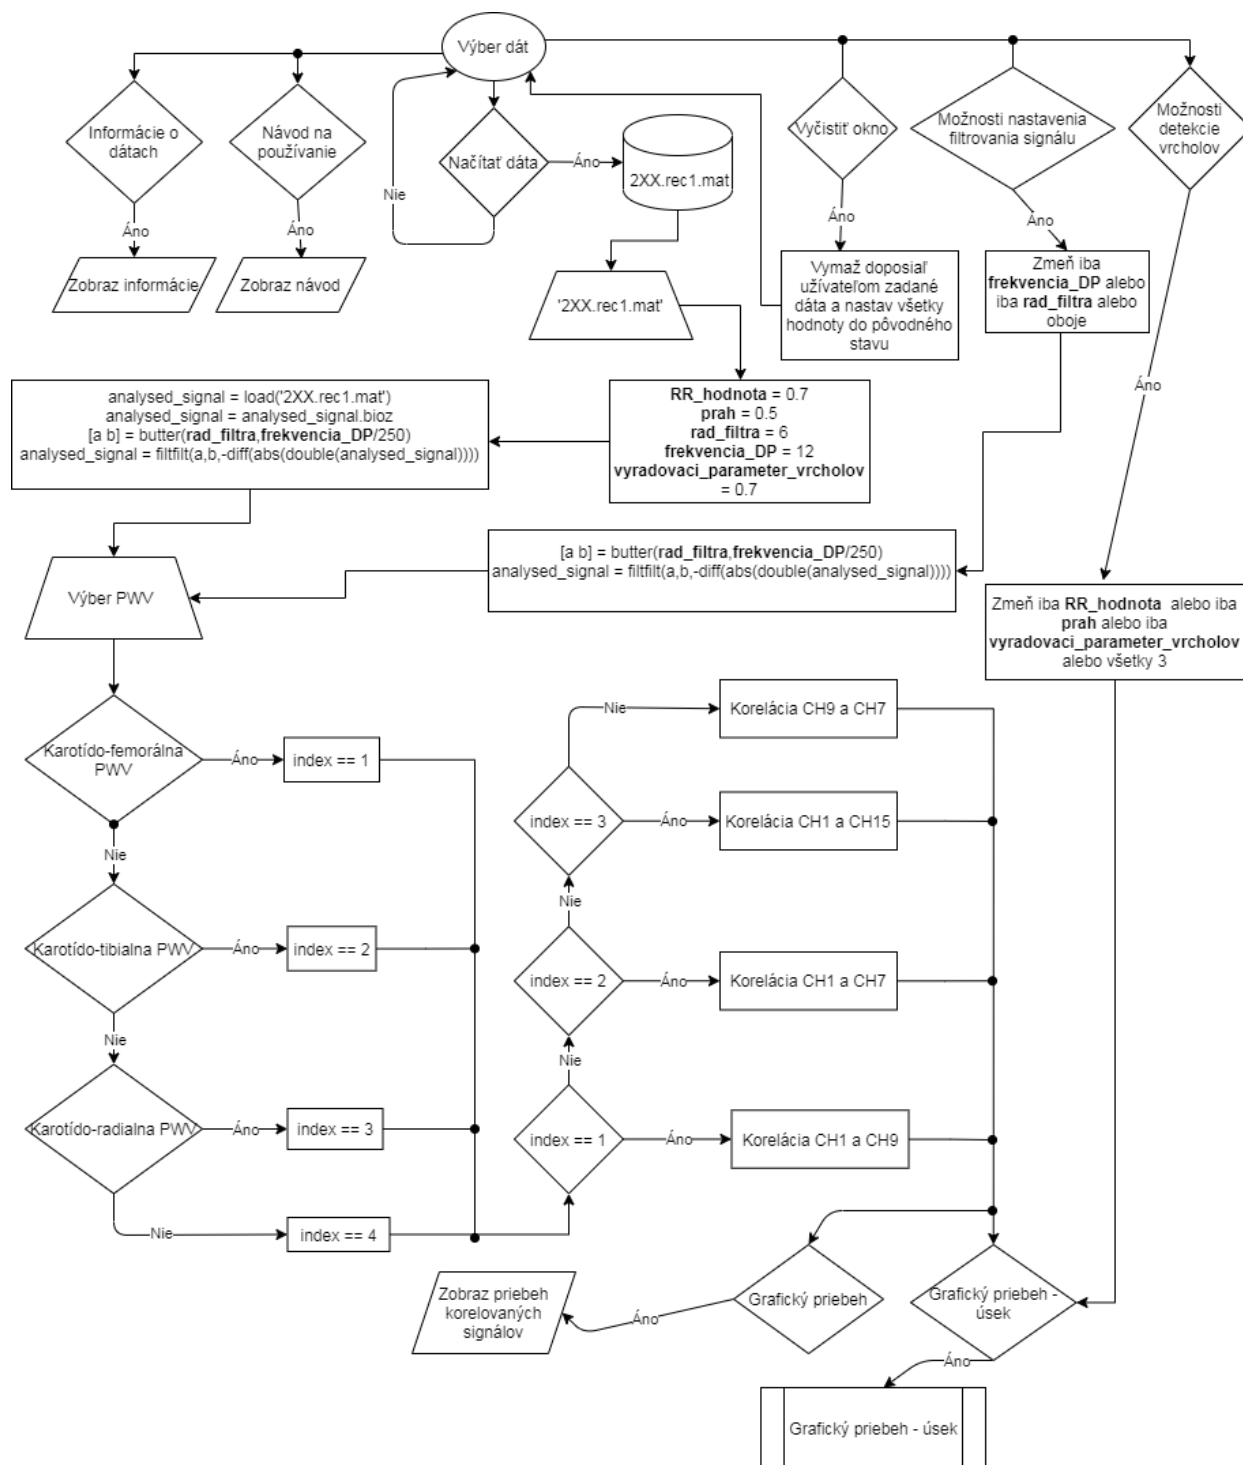 Výber dát
Informácie o
dátach
Návod na
používanie
Načítať dáta
Áno
Nie
2XX.rec1.mat
Vyčistiť okno
Možnosti nastavenia
filtrovania signálu
Možnosti
detekcie
vrcholov
Áno
Zobraz informácie
Áno
Zobraz návod
'2XX.rec1.mat'
Áno
Vymaž doposiaľ
užívateľom zadané
dáta a nastav všetky
hodnoty do pôvodného
stavu
Áno
Zmeň iba
frekvencia_DP alebo
iba rad_filtra alebo
oboje
Áno
analysed_signal = load('2XX.rec1.mat')
analysed_signal = analysed_signal.bioz
[a b] = butter(rad_filtra,frekvencia_DP/250)
analysed_signal = filtfilt(a,b,-diff(abs(double(analysed_signal))))
RR_hodnota = 0.7
prah = 0.5
rad_filtra = 6
frekvencia_DP = 12
vyradovaci_parameter_vrcholov
= 0.7
[a b] = butter(rad_filtra,frekvencia_DP/250)
analysed_signal = filtfilt(a,b,-diff(abs(double(analysed_signal))))
Výber PWV
Zmeň iba RR_hodnota alebo iba
prah alebo iba
vyradovaci_parameter_vrcholov
alebo všetky 3
Karotído-femorálna
PWV
Áno
index == 1
Nie
Karotído-tibialna PWV
Áno
index == 2
Nie
Karotído-radialna PWV
Áno
index == 3
Nie
index == 4
Nie
Korelácia CH9 a CH7
index == 3
Áno
Korelácia CH1 a CH15
Nie
index == 2
Áno
Korelácia CH1 a CH7
Nie
index == 1
Áno
Korelácia CH1 a CH9
Zobraz priebeh
korelovaných
signálov
Áno
Grafický priebeh
Grafický priebeh -
úsek
Áno
Grafický priebeh - úsek